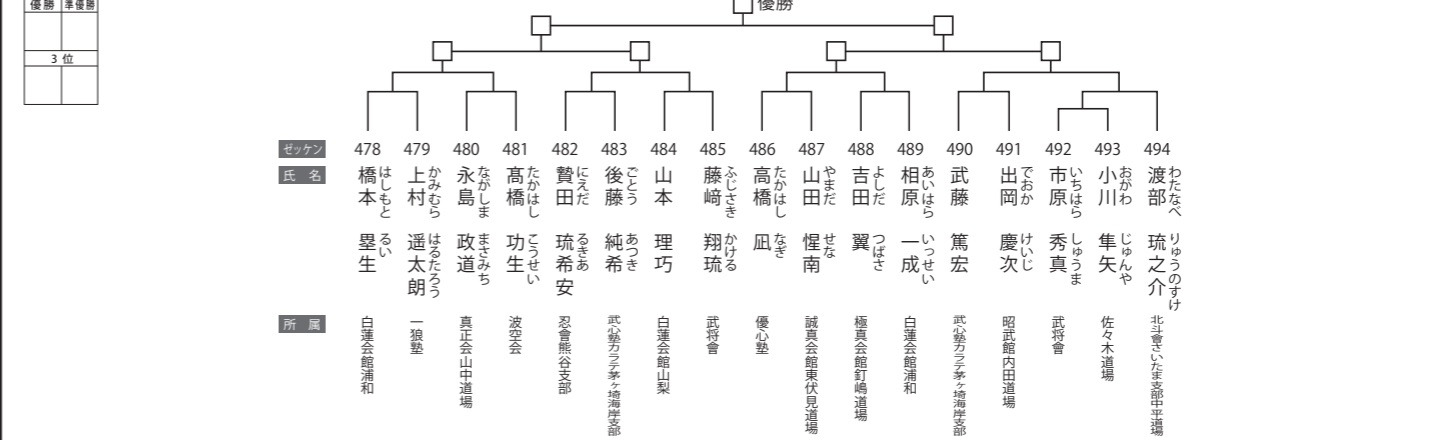 優勝 準優勝
3 位
優勝
ゼッケン 478 479 480 481 482 483 484 485 486 487 488 489 490 491 492 493 494
氏 名
橋本 塁生 はしもと るい
上村 遥太朗 かみむら はるたろう
永島 政道 ながしま まさみち
髙橋 功生 たかはし こうせい
贄田 琉希安 にえだ るきあ
後藤 純希 ごとう あつき
山本 理巧
藤﨑 翔琉 ふじさき かける
高橋 凪 たかはし なぎ
山田 惺南 やまだ せな
吉田 翼 よしだ つばさ
相原 一成 あいはら いっせい
武藤 篤宏
出岡 慶次 でおか けいじ
市原 秀真 いちはら しゅうま
小川 隼矢 おがわ じゅんや
渡部 琉之介 わたなべ りゅうのすけ
所 属
白蓮会館浦和
一狼塾
真正会山中道場
波空会
忍會熊谷支部
武心塾カラテ茅ヶ埼海岸支部
白蓮会館山梨
武将會
優心塾
誠真会館東伏見道場
極真会館釘嶋道場
白蓮会館浦和
武心塾カラテ茅ヶ埼海岸支部
昭武館内田道場
武将會
佐々木道場
北斗會さいたま支部中平道場